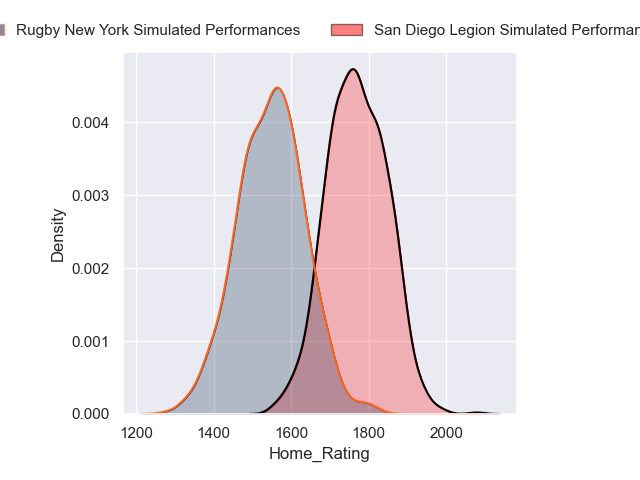 Rugby New York Simulated Performances
San Diego Legion Simulated Performan
0.004
0.003
0.002
0.001
0.000
Density
1200 1400 1600 1800 2000
Home_Rating